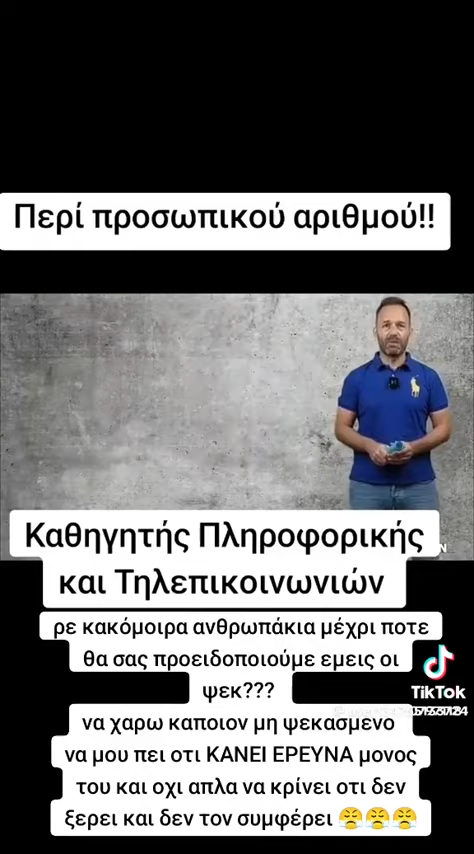 Περί προσωπικού αριθμού!!
Καθηγητής Πληροφορικής
και Τηλεπικοινωνιών
ρε κακόμοιρα ανθρωπάκια μέχρι ποτε
θα σας προειδοποιούμε εμεις οι
ψεκ???
TikTok
να χαρω καποιον μη ψεκασμενο
να μου πει οτι ΚΑΝΕΙ ΕΡΕΥΝΑ μονος
του και οχι απλα να κρίνει οτι δεν
ξερει και δεν τον συμφέρει 😤😤😤